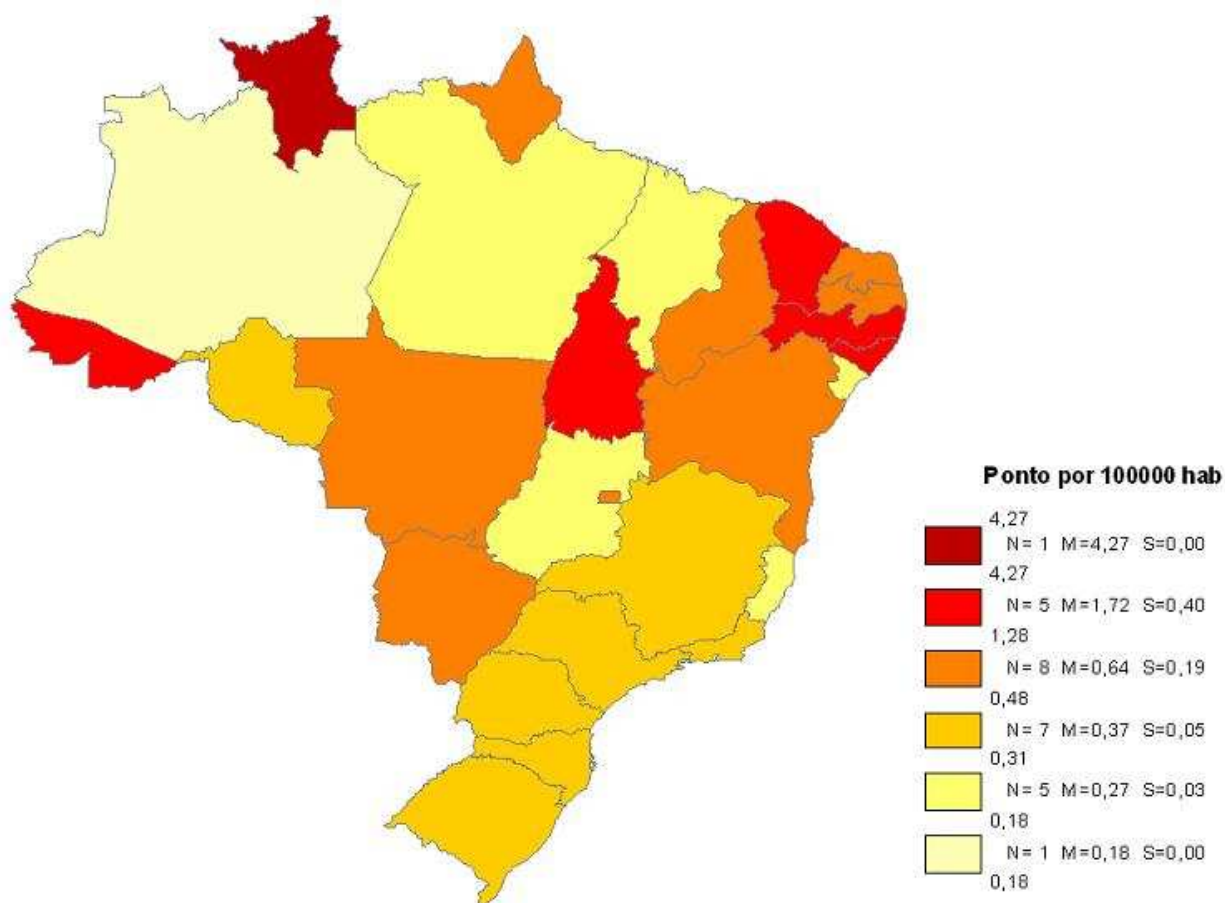 Ponto por 100000 hab
4,27
N= 1 M=4,27 S=0,00
4,27
N= 5 M=1,72 S=0,40
1,28
N= 8 M=0,64 S=0,19
0,48
N= 7 M=0,37 S=0,05
0,31
N= 5 M=0,27 S=0,03
0,18
N= 1 M=0,18 S=0,00
0,18